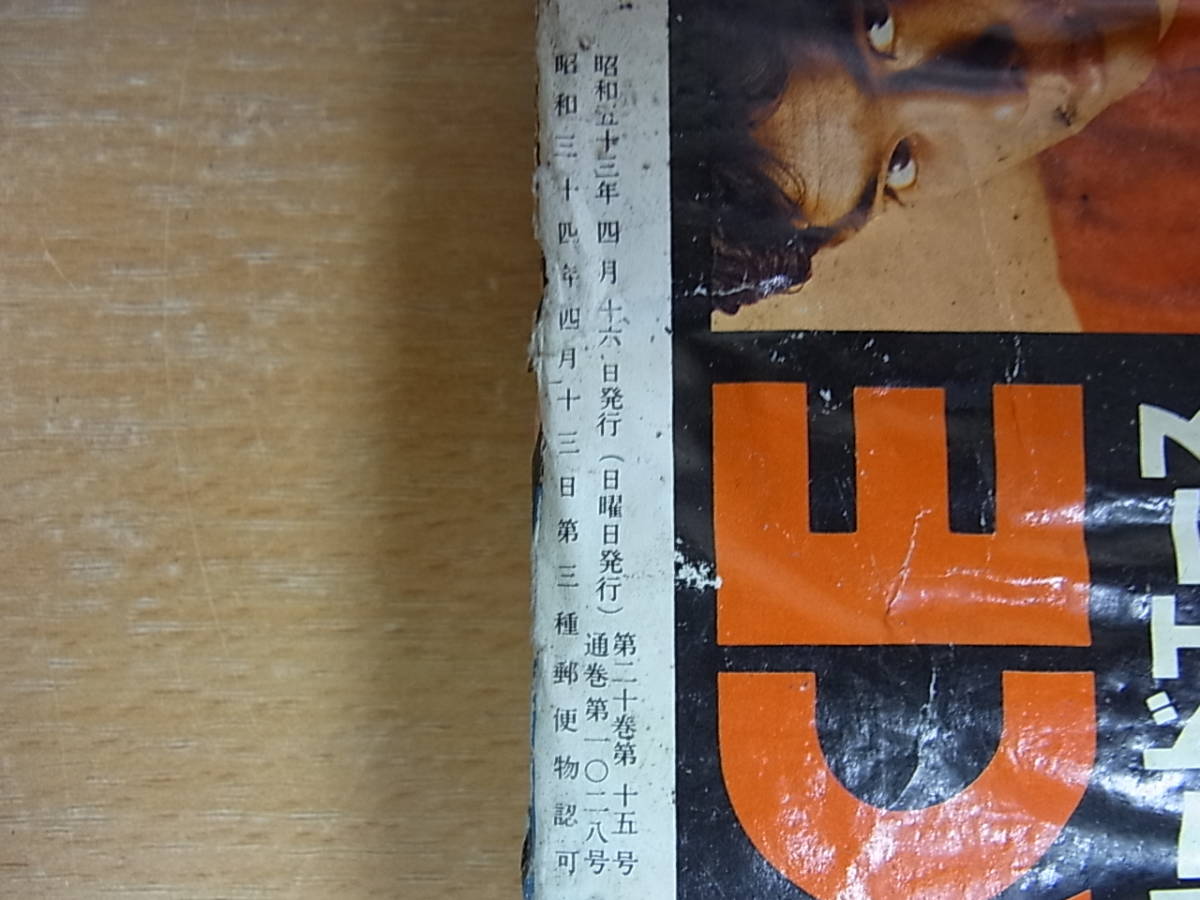 昭和五十三年四月十六日発行（日曜日発行）
第二十巻第十五号
通巻第一〇二八号
昭和三十四年四月十三日第三種郵便物認可